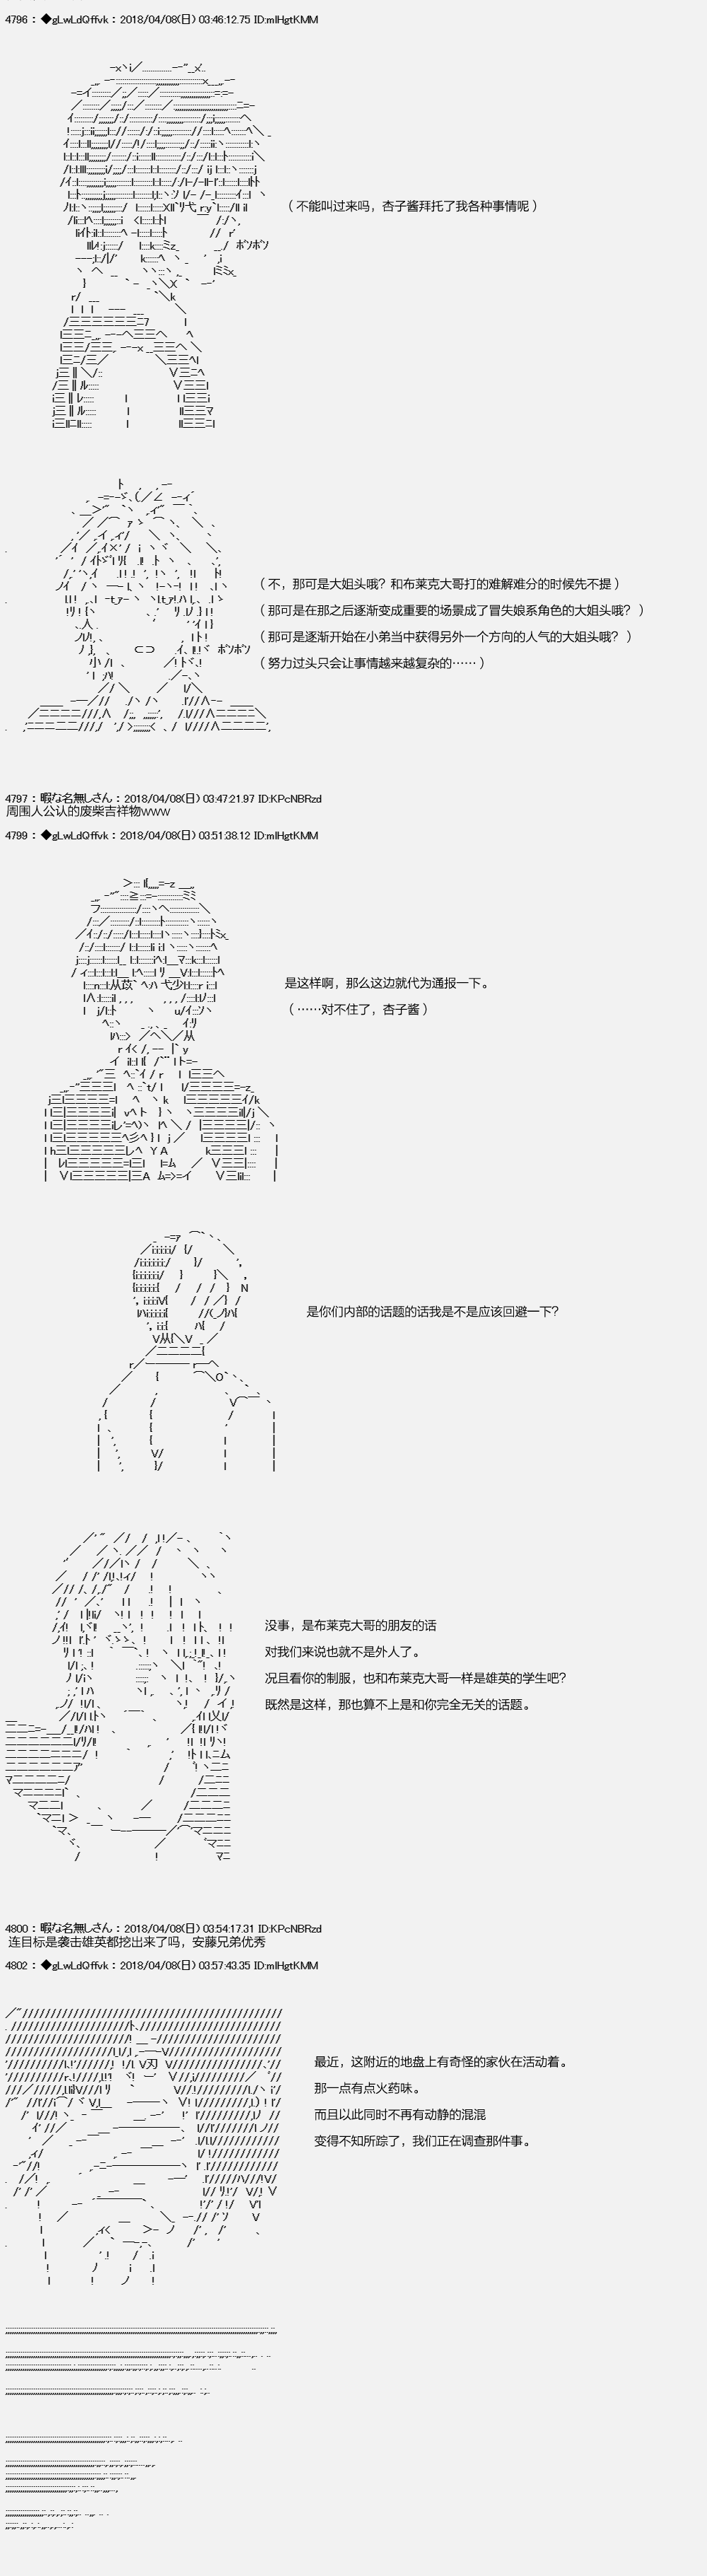 4796 ： ◆gLwLdQffvk ： 2018/04/08(日) 03:46:12.75 ID:mIHgtKMM
（ 不能叫过来吗，杏子酱拜托了我各种事情呢 ）
ﾎﾞｿﾎﾞｿ
（ 不，那可是大姐头哦？和布莱克大哥打的难解难分的时候先不提 ）
（ 那可是在那之后逐渐变成重要的场景成了冒失娘系角色的大姐头哦？ ）
（ 那可是逐渐开始在小弟当中获得另外一个方向的人气的大姐头哦？ ）
ﾎﾞｿﾎﾞｿ
（ 努力过头只会让事情越来越复杂的…… ）
4797 ： 暇な名無しさん ： 2018/04/08(日) 03:47:21.97 ID:KPcNBRzd
周围人公认的废柴吉祥物www
4799 ： ◆gLwLdQffvk ： 2018/04/08(日) 03:51:38.12 ID:mIHgtKMM
是这样啊，那么这边就代为通报一下。
（ ……对不住了，杏子酱 ）
是你们内部的话题的话我是不是应该回避一下？
没事，是布莱克大哥的朋友的话
对我们来说也就不是外人了。
况且看你的制服，也和布莱克大哥一样是雄英的学生吧？
既然是这样，那也算不上是和你完全无关的话题。
4800 ： 暇な名無しさん ： 2018/04/08(日) 03:54:17.31 ID:KPcNBRzd
连目标是袭击雄英都挖出来了吗，安藤兄弟优秀
4802 ： ◆gLwLdQffvk ： 2018/04/08(日) 03:57:43.35 ID:mIHgtKMM
最近，这附近的地盘上有奇怪的家伙在活动着。
那一点有点火药味。
而且以此同时不再有动静的混混
变得不知所踪了，我们正在调查那件事。